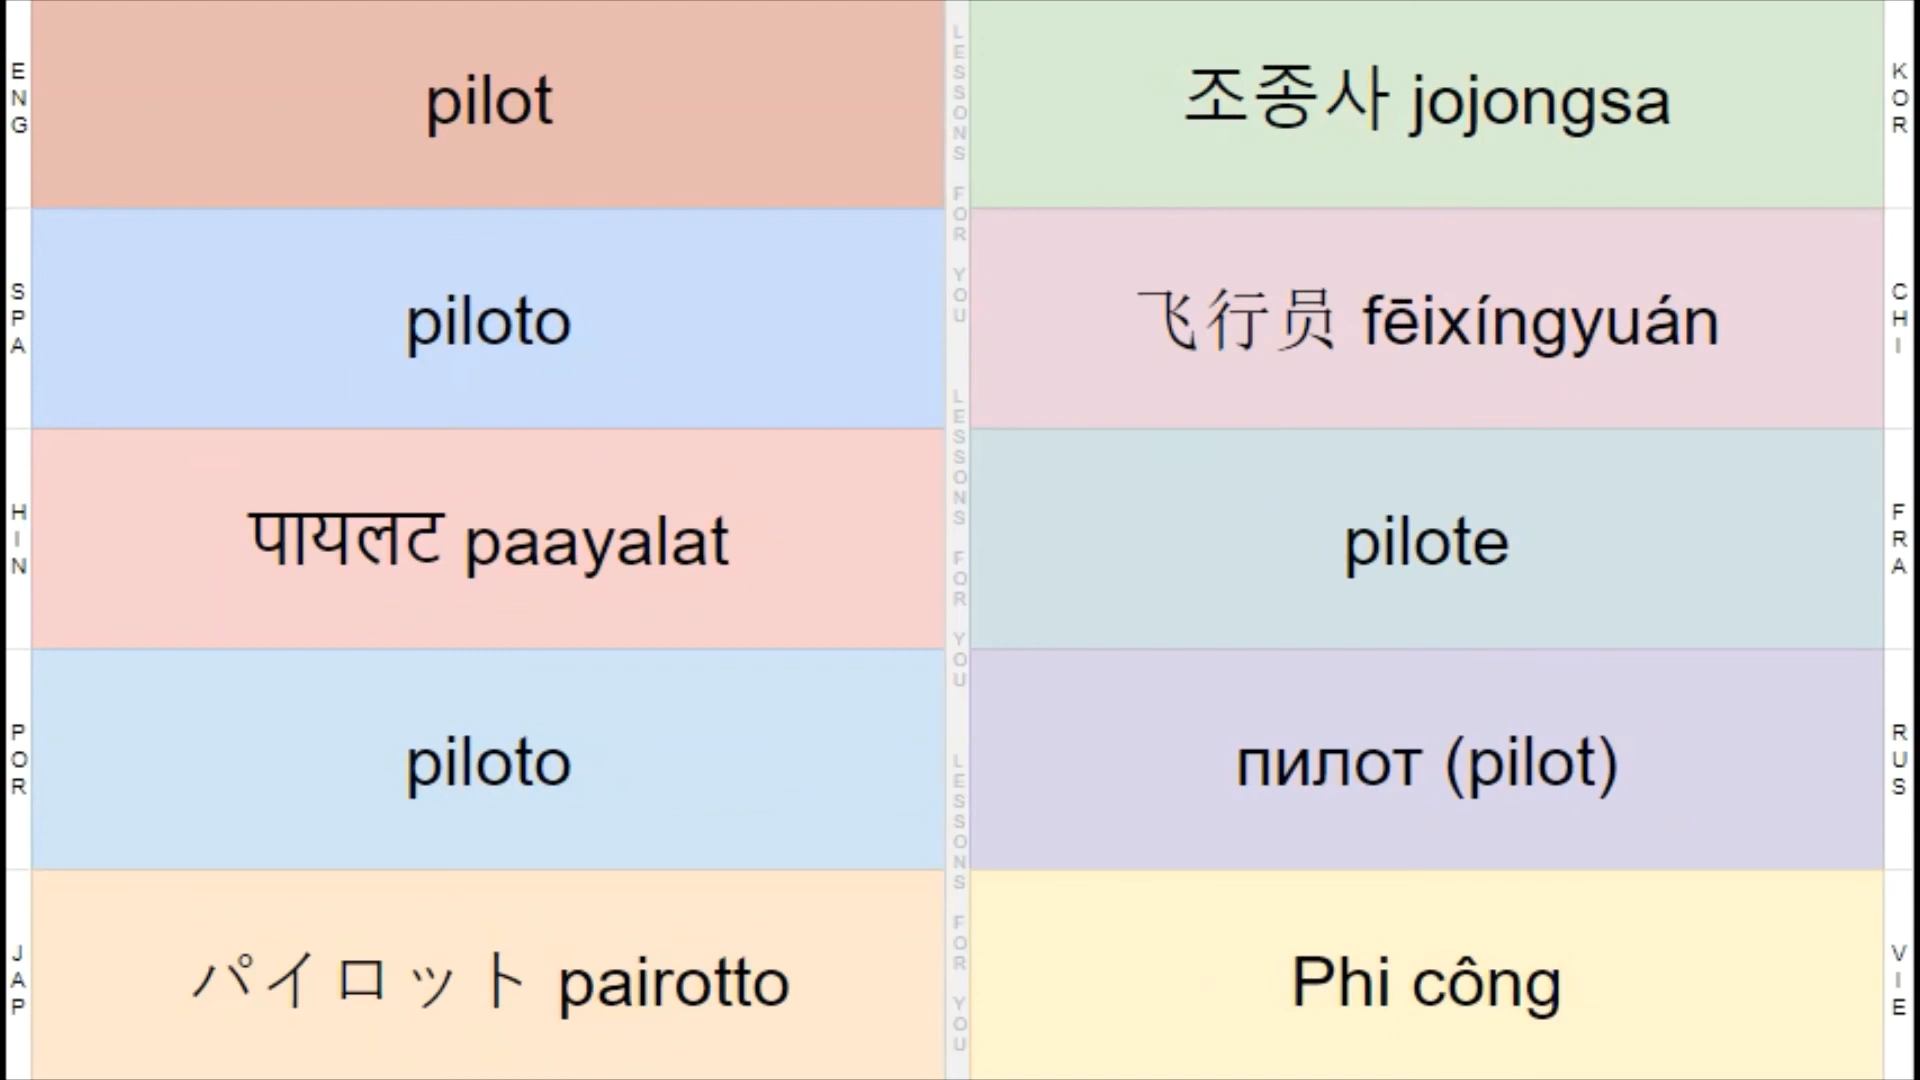 ENG
pilot
조종사 jojongsa
KOR
SPA
piloto
飞行员 fēixíngyuán
CHI
HIN
पायलट paayalat
pilote
FRA
POR
piloto
пилот (pilot)
RUS
JAP
パイロット pairotto
Phi công
VIE
LESSONS FOR YOU
LESSONS FOR YOU
LESSONS FOR YOU